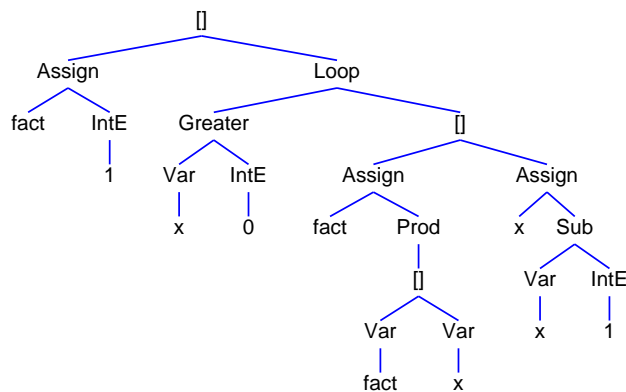 []
Assign Loop
fact IntE Greater []
1 Var IntE Assign Assign
x 0 fact Prod x Sub
[] Var IntE
Var Var x 1
fact x